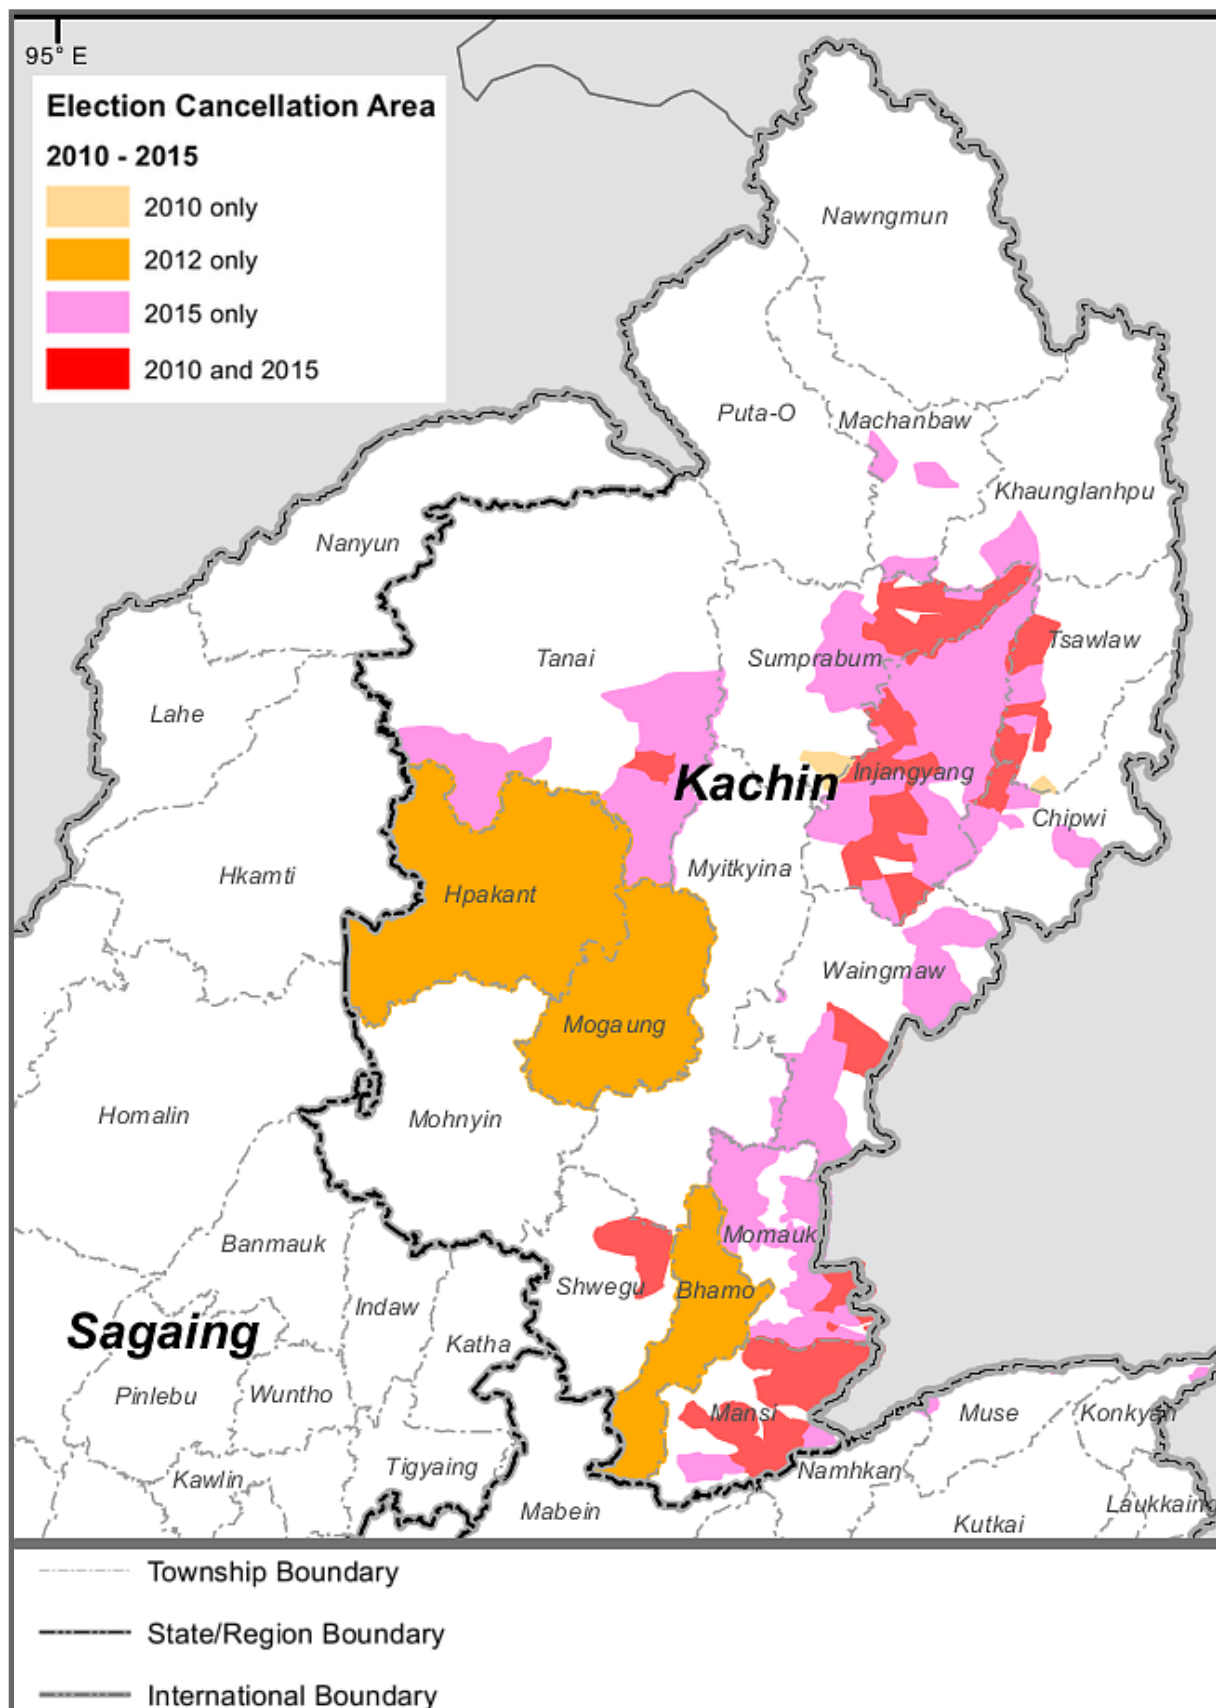 95° E
Election Cancellation Area
2010 - 2015
2010 only
2012 only
2015 only
2010 and 2015
Nawngmun
Puta-O
Machanbaw
Khaunglanhpu
Nanyun
Tanai
Sumprabum
Tsawlaw
Lahe
Kachin
Injangyang
Chipwi
Hkamti
Hpakant
Myitkyina
Waingmaw
Mogaung
Homalin
Mohnyin
Banmauk
Momauk
Shwegu
Bhamo
Indaw
Sagaing
Katha
Pinlebu
Wuntho
Mansi
Muse
Konkyan
Kawlin
Tigyaing
Namhkan
Mabein
Laukkaing
Kutkai
Township Boundary
State/Region Boundary
International Boundary